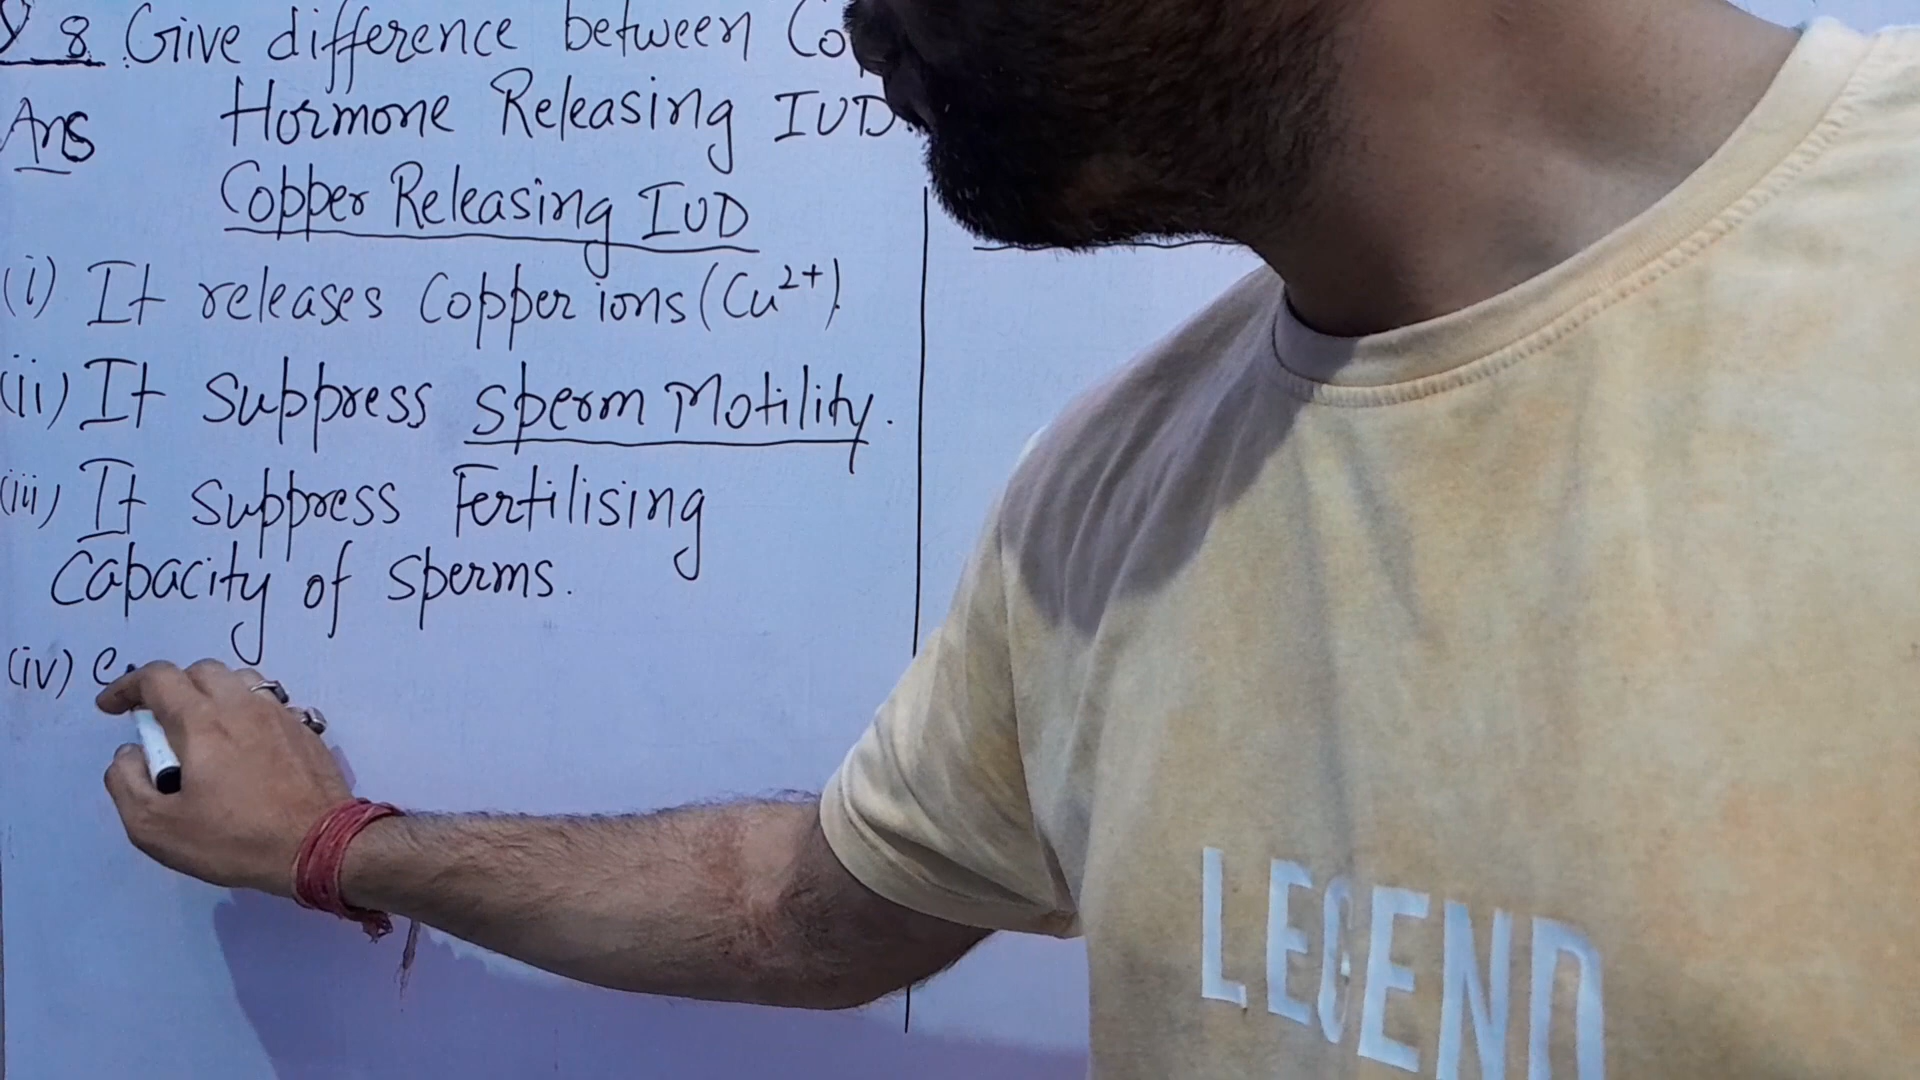 8. Give difference between
Ans Hormone Releasing IUD
Copper Releasing IUD
(i) It releases Copper ions (Cu²⁺).
(ii) It suppress sperm Motility.
(iii) It suppress Fertilising
Capacity of sperms.
(iv)
LEGEND